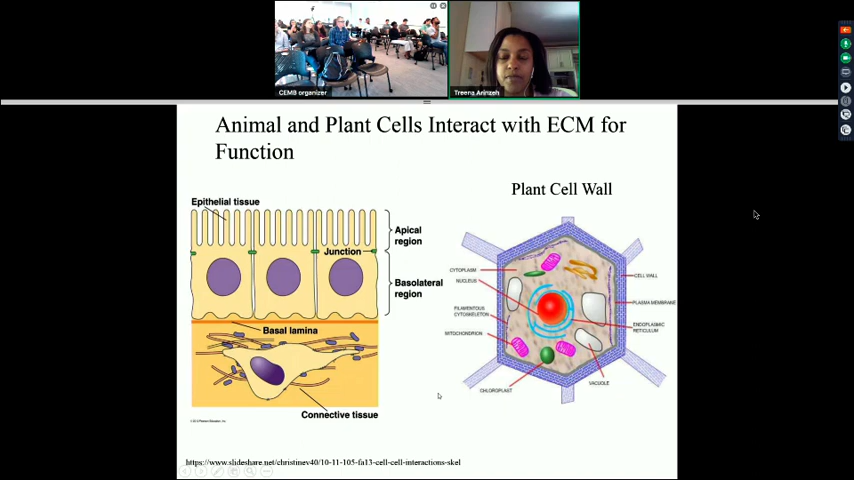 CEMB organizer
Treena Arinzeh
Animal and Plant Cells Interact with ECM for
Function
Plant Cell Wall
Epithelial tissue
Apical
region
Junction
Basolateral
region
Basal lamina
Connective tissue
CYTOPLASM
NUCLEUS
FILAMENTOUS
CYTOSKELETON
MITOCHONDRION
CHLOROPLAST
CELL WALL
PLASMA MEMBRANE
ENDOPLASMIC
RETICULUM
VACUOLE
https://www.slideshare.net/christinev40/10-11-105-fa13-cell-cell-interactions-skel